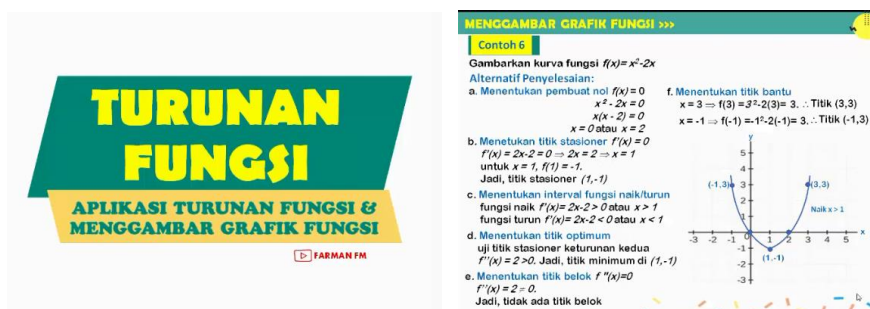 TURUNAN
FUNGSI
APLIKASI TURUNAN FUNGSI &
MENGGAMBAR GRAFIK FUNGSI
FARMAN FM
MENGGAMBAR GRAFIK FUNGSI >>>
Contoh 6
Gambarkan kurva fungsi f(x)= x²-2x
Alternatif Penyelesaian:
a. Menentukan pembuat nol f(x) = 0
x² - 2x = 0
x(x - 2) = 0
x = 0 atau x = 2
b. Menetukan titik stasioner f'(x) = 0
f'(x) = 2x-2 = 0 ⇒ 2x = 2 ⇒ x = 1
untuk x = 1, f(1) = -1.
Jadi, titik stasioner (1,-1)
c. Menentukan interval fungsi naik/turun
fungsi naik f'(x)= 2x-2 > 0 atau x > 1
fungsi turun f'(x)= 2x-2 < 0 atau x < 1
d. Menentukan titik optimum
uji titik stasioner keturunan kedua
f''(x) = 2 >0. Jadi, titik minimum di (1,-1)
e. Menentukan titik belok f "(x)=0
f''(x) = 2 = 0.
Jadi, tidak ada titik belok
f. Menentukan titik bantu
x = 3 ⇒ f(3) =3²-2(3)= 3. ∴ Titik (3,3)
x = -1 ⇒ f(-1) =-1²-2(-1)= 3. ∴ Titik (-1,3)
y
5
4
(-1,3) 3 (3,3)
2 Naik x > 1
1
-3 -2 -1 0 1 2 3 4 5 x
-1
(1,-1)
-2
-3